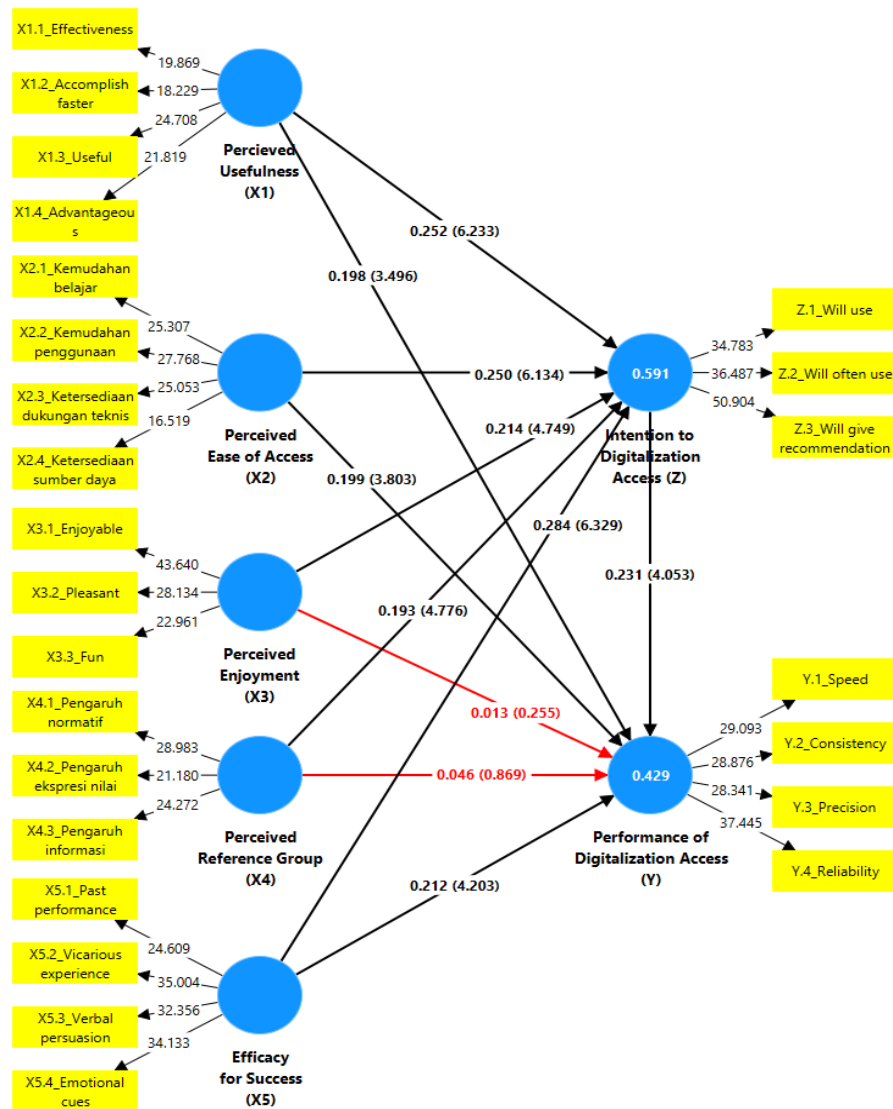 X1.1_Effectiveness
19.869
X1.2_Accomplish
faster
18.229
24.708
X1.3_Useful
21.819
X1.4_Advantageou
s
Percieved
Usefulness
(X1)
0.252 (6.233)
0.198 (3.496)
X2.1_Kemudahan
belajar
25.307
X2.2_Kemudahan
penggunaan
27.768
25.053
X2.3_Ketersediaan
dukungan teknis
16.519
X2.4_Ketersediaan
sumber daya
Perceived
Ease of Access
(X2)
0.250 (6.134)
0.214 (4.749)
0.199 (3.803)
0.591
Intention to
Digitalization
Access (Z)
Z.1_Will use
34.783
36.487
Z.2_Will often use
50.904
Z.3_Will give
recommendation
0.284 (6.329)
0.231 (4.053)
X3.1_Enjoyable
43.640
X3.2_Pleasant
28.134
22.961
X3.3_Fun
Perceived
Enjoyment
(X3)
0.193 (4.776)
0.013 (0.255)
X4.1_Pengaruh
normatif
28.983
X4.2_Pengaruh
ekspresi nilai
21.180
24.272
X4.3_Pengaruh
informasi
Perceived
Reference Group
(X4)
0.046 (0.869)
0.429
Performance of
Digitalization Access
(Y)
Y.1_Speed
29.093
Y.2_Consistency
28.876
28.341
Y.3_Precision
37.445
Y.4_Reliability
0.212 (4.203)
X5.1_Past
performance
24.609
X5.2_Vicarious
experience
35.004
32.356
X5.3_Verbal
persuasion
34.133
X5.4_Emotional
cues
Efficacy
for Success
(X5)